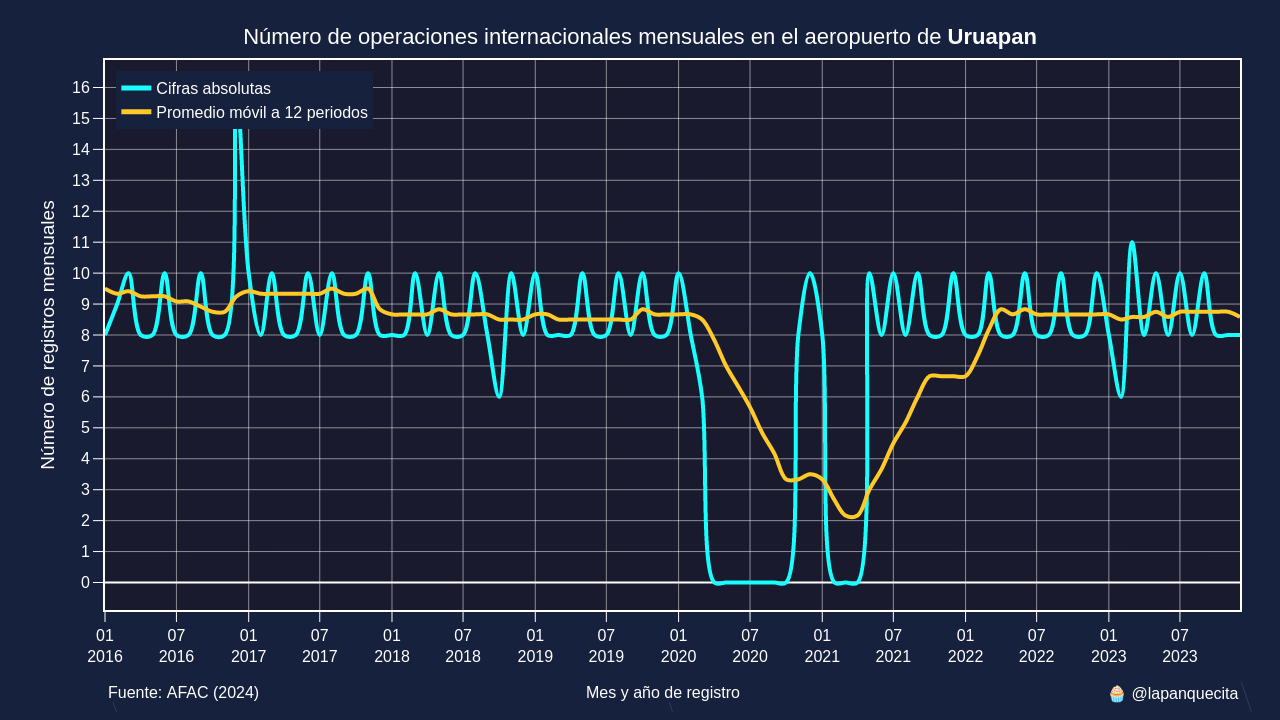 Número de operaciones internacionales mensuales en el aeropuerto de Uruapan
Cifras absolutas
Promedio móvil a 12 periodos
Número de registros mensuales
16
15
14
13
12
11
10
9
8
7
6
5
4
3
2
1
0
01 07 01 07 01 07 01 07 01 07 01 07 01 07 01 07
2016 2016 2017 2017 2018 2018 2019 2019 2020 2020 2021 2021 2022 2022 2023 2023
Fuente: AFAC (2024) Mes y año de registro 🧁 @lapanquecita